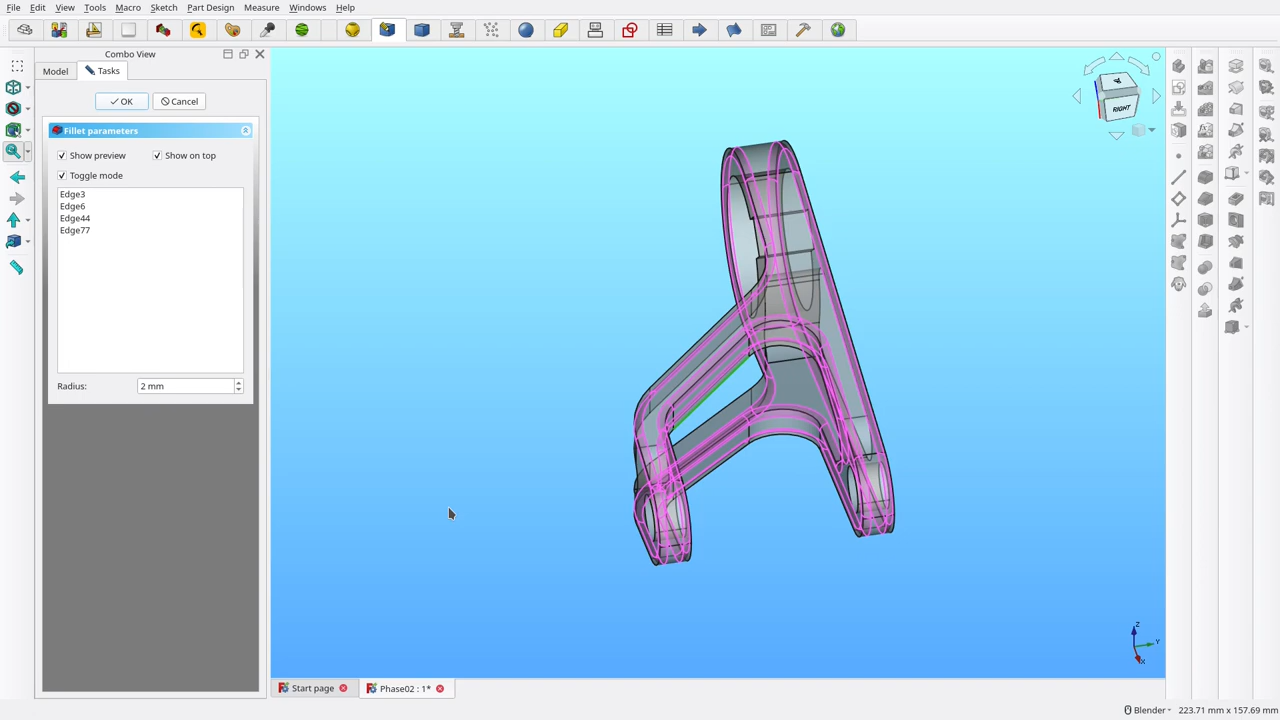 File Edit View Tools Macro Sketch Part Design Measure Windows Help
Combo View
Model Tasks
OK Cancel
Fillet parameters
Show preview Show on top
Toggle mode
Edge3
Edge6
Edge44
Edge77
Radius: 2 mm
RIGHT
Z
Y
X
Start page Phase02 : 1*
Blender 223.71 mm x 157.69 mm